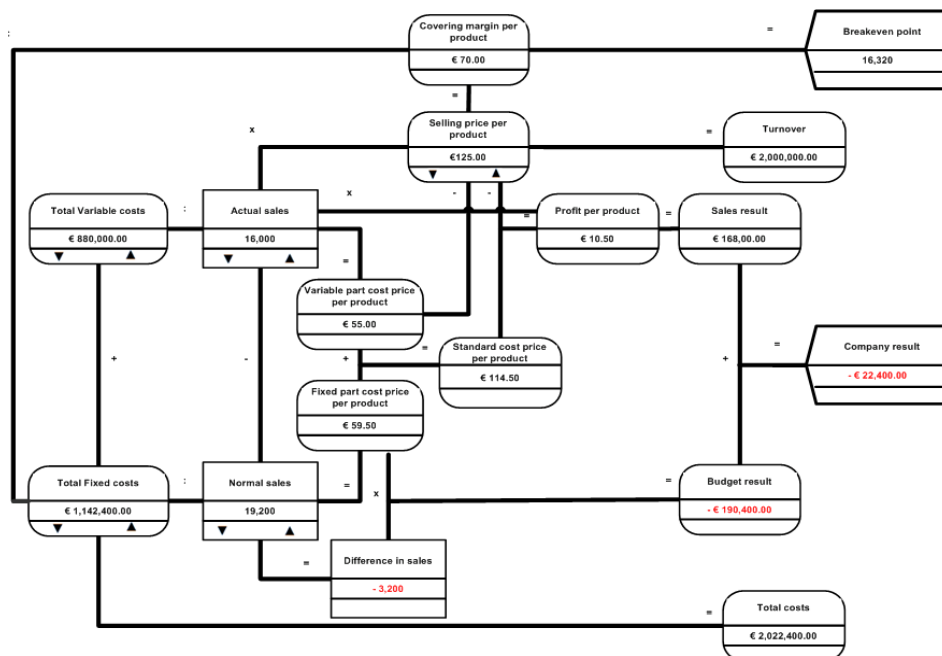 Covering margin per
product
€ 70.00
:
=
Breakeven point
16,320
=
Selling price per
product
€125.00
▼ ▲
x
=
Turnover
€ 2,000,000.00
- -
Total Variable costs
€ 880,000.00
▼ ▲
:
Actual sales
16,000
▼ ▲
x
=
Profit per product
€ 10.50
=
Sales result
€ 168,00.00
=
Variable part cost price
per product
€ 55.00
+
=
Standard cost price
per product
€ 114.50
+
-
+
=
Company result
- € 22,400.00
Fixed part cost price
per product
€ 59.50
Total Fixed costs
€ 1,142,400.00
▼ ▲
:
Normal sales
19,200
▼ ▲
=
x
=
Budget result
- € 190,400.00
=
Difference in sales
- 3,200
=
Total costs
€ 2,022,400.00